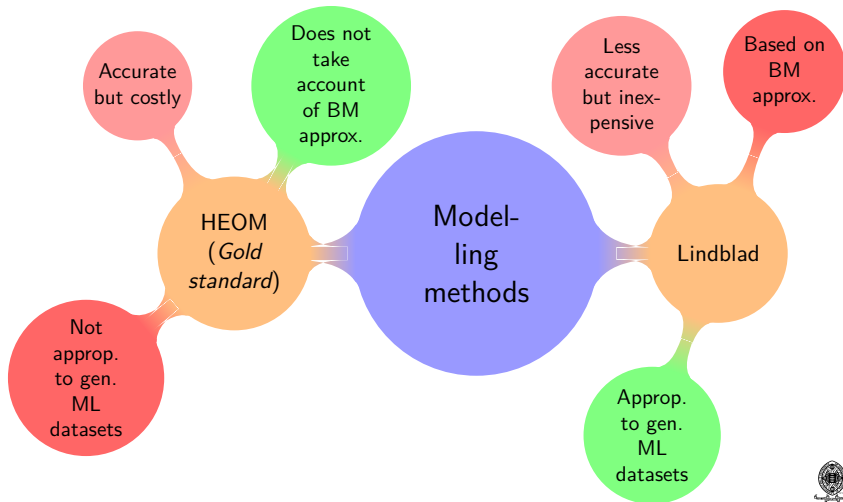 Accurate
but costly
Does not
take
account
of BM
approx.
Less
accurate
but inex-
pensive
Based on
BM
approx.
HEOM
(Gold
standard)
Model-
ling
methods
Lindblad
Not
approp.
to gen.
ML
datasets
Approp.
to gen.
ML
datasets